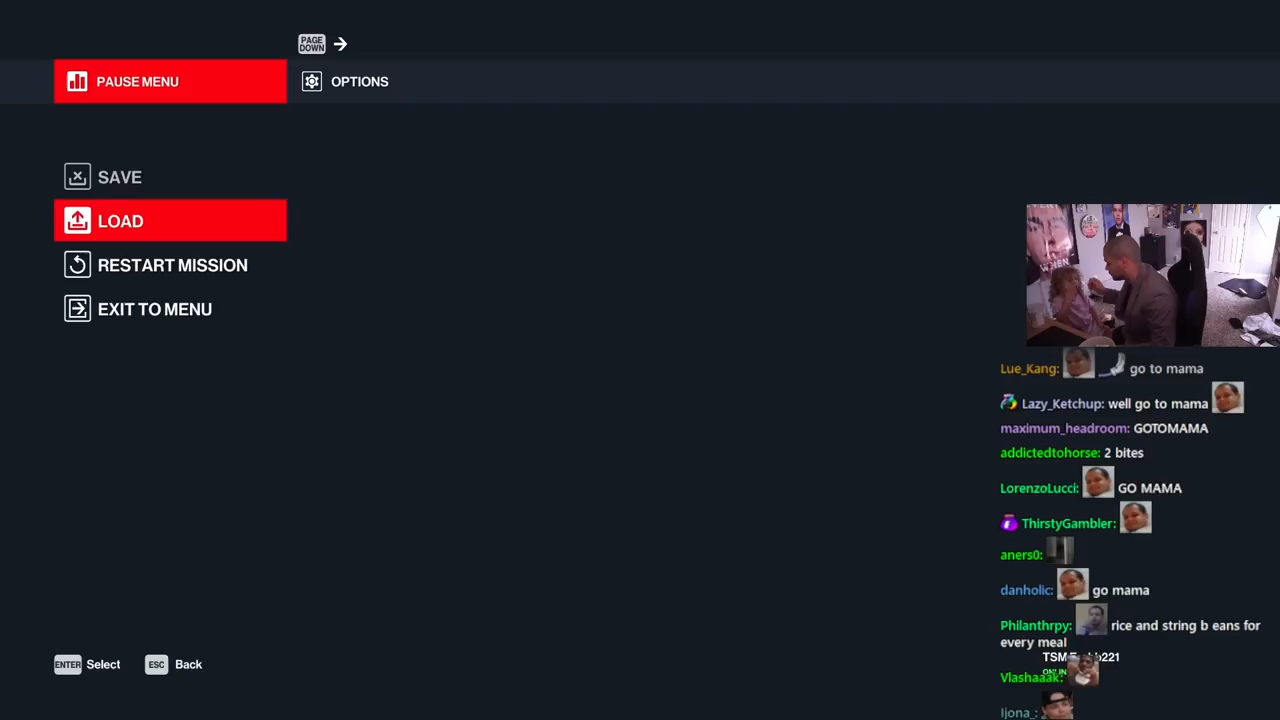 PAGE DOWN
PAUSE MENU
OPTIONS
SAVE
LOAD
RESTART MISSION
EXIT TO MENU
WHEN
Lue_Kang: go to mama
Lazy_Ketchup: well go to mama
maximum_headroom: GOTOMAMA
addictedtohorse: 2 bites
LorenzoLucci: GO MAMA
ThirstyGambler:
aners0:
danholic: go mama
Philanthrpy: rice and string b eans for
every meal
Vlashaaak:
ENTER Select ESC Back